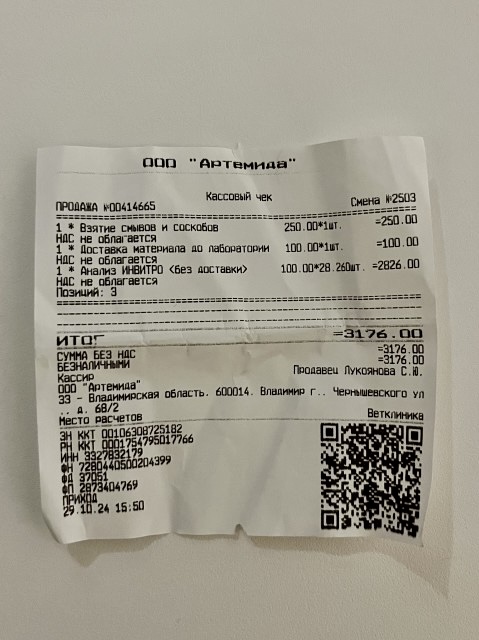 ООО "Артемида"
Кассовый чек
ПРОДАЖА №00414665 Смена №2503
1 * Взятие смывов и соскобов 250.00*1шт. =250.00
НДС не облагается
1 * Доставка материала до лаборатории 100.00*1шт. =100.00
НДС не облагается
1 * Анализ ИНВИТРО <без доставки> 100.00*28.260шт. =2826.00
НДС не облагается
Позиций: 3
ИТОГ =3176.00
СУММА БЕЗ НДС =3176.00
БЕЗНАЛИЧНЫМИ =3176.00
Кассир Продавец Лукоянова С.Ю.
ООО "Артемида"
33 - Владимирская область, 600014, Владимир г., Чернышевского ул
., д. 68/2
Место расчетов Ветклиника
ЗН ККТ 00106308725182
РН ККТ 0001754795017766
ИНН 3327832179
ФН 7280440500204399
ФД 37051
ФП 2873404769
ПРИХОД
29.10.24 15:50